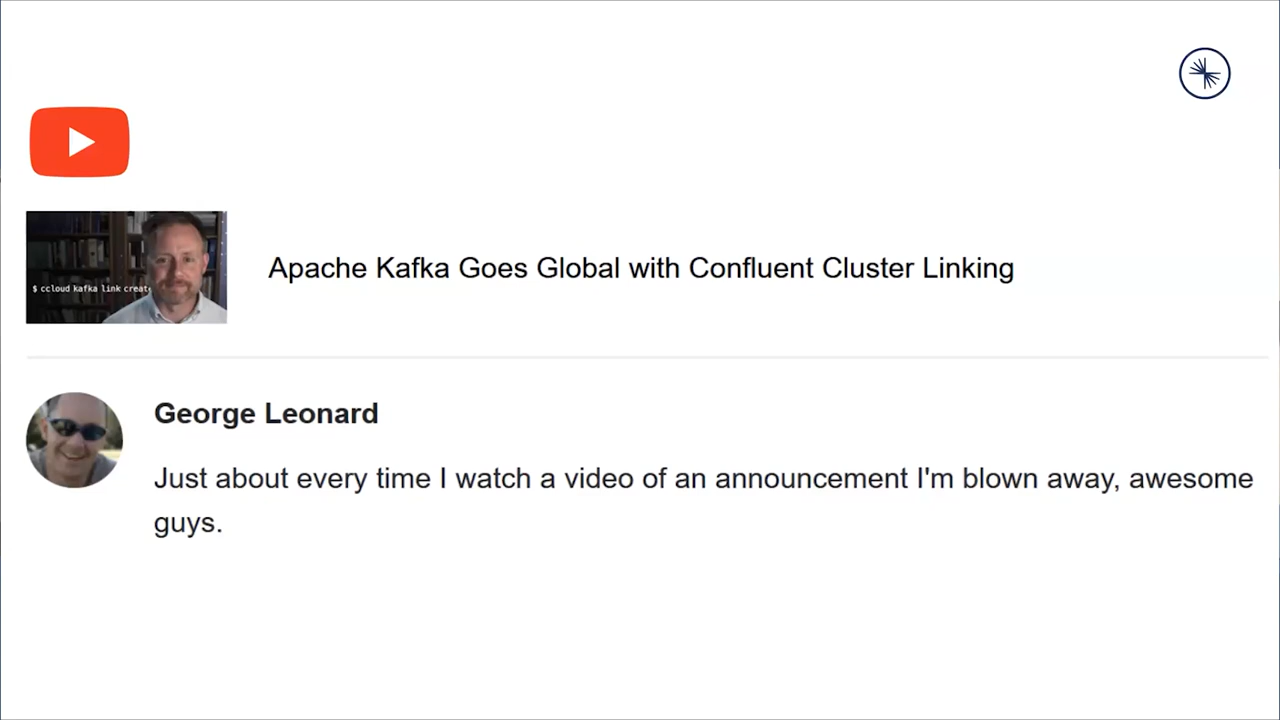 $ ccloud kafka link create
Apache Kafka Goes Global with Confluent Cluster Linking
George Leonard
Just about every time I watch a video of an announcement I'm blown away, awesome
guys.